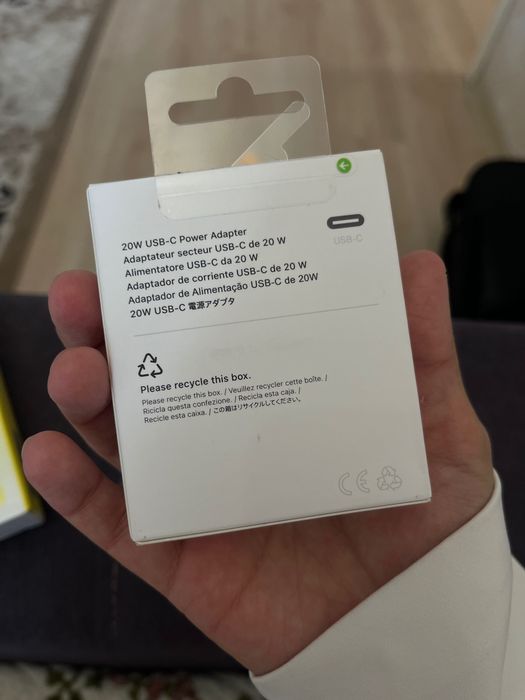 20W USB-C Power Adapter
Adaptateur secteur USB-C de 20 W
Alimentatore USB-C da 20 W
Adaptador de corriente USB-C de 20 W
Adaptador de Alimentação USB-C de 20W
20W USB-C 電源アダプタ
USB-C
Please recycle this box.
Please recycle this box. / Veuillez recycler cette boîte. /
Ricicla questa confezione. / Recicla esta caja. /
Recicle esta caixa. / この箱はリサイクルしてください。
CE